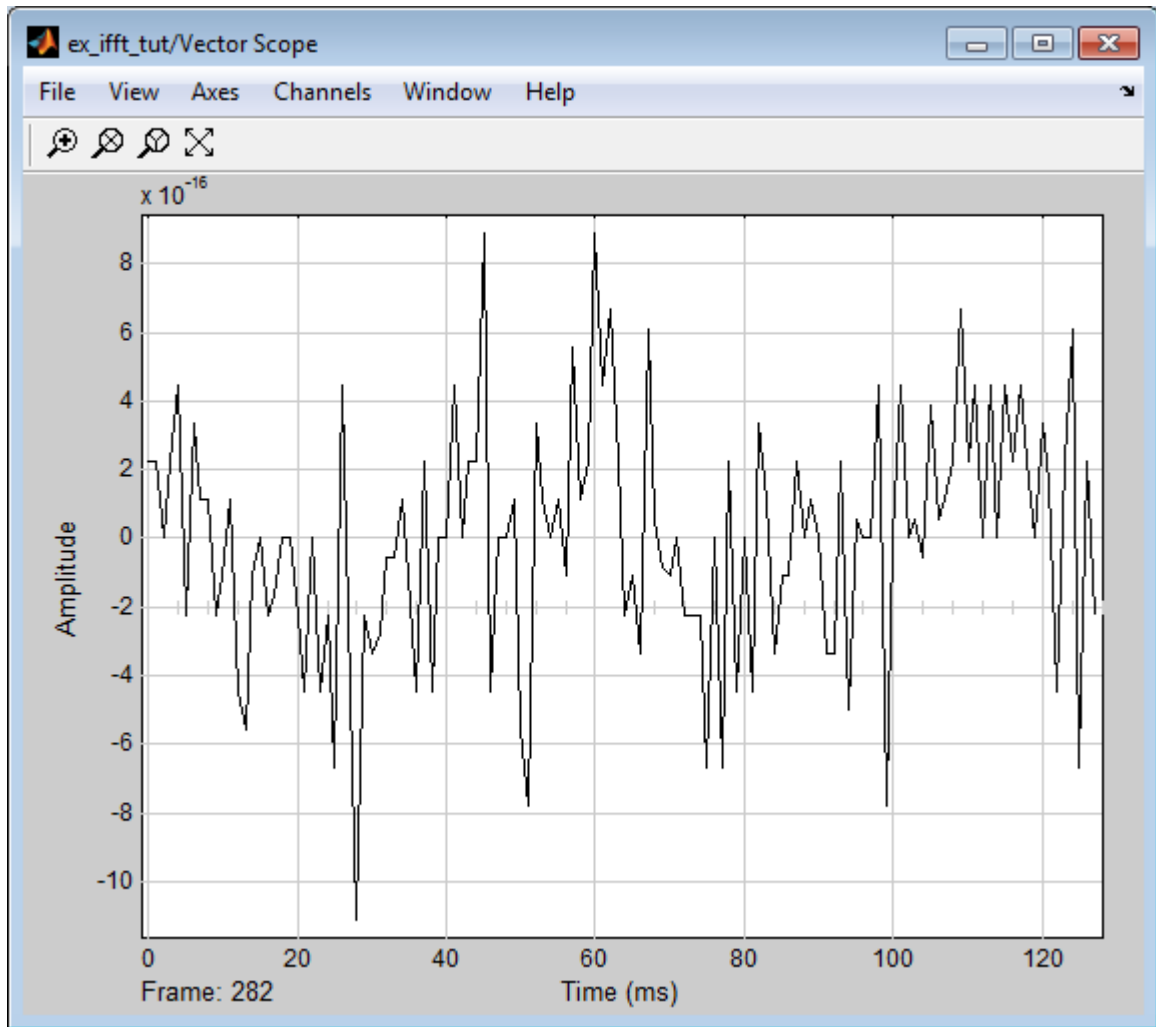 ex_ifft_tut/Vector Scope
File View Axes Channels Window Help
x 10^-16
8
6
4
2
0
-2
-4
-6
-8
-10
Amplitude
0 20 40 60 80 100 120
Frame: 282 Time (ms)